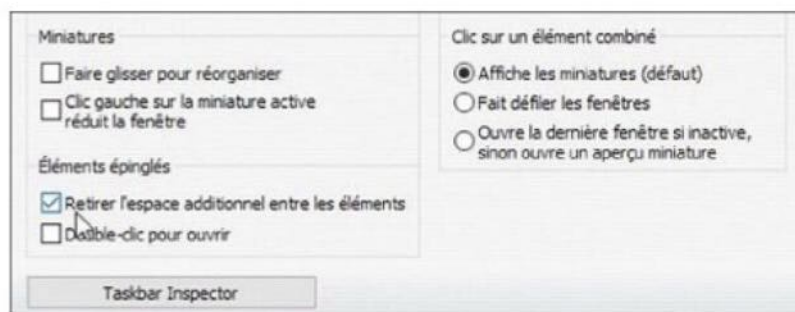 Miniatures
Faire glisser pour réorganiser
Clic gauche sur la miniature active
réduit la fenêtre
Éléments épinglés
Retirer l'espace additionnel entre les éléments
Double-clic pour ouvrir
Taskbar Inspector
Clic sur un élément combiné
Affiche les miniatures (défaut)
Fait défiler les fenêtres
Ouvre la dernière fenêtre si inactive,
sinon ouvre un aperçu miniature